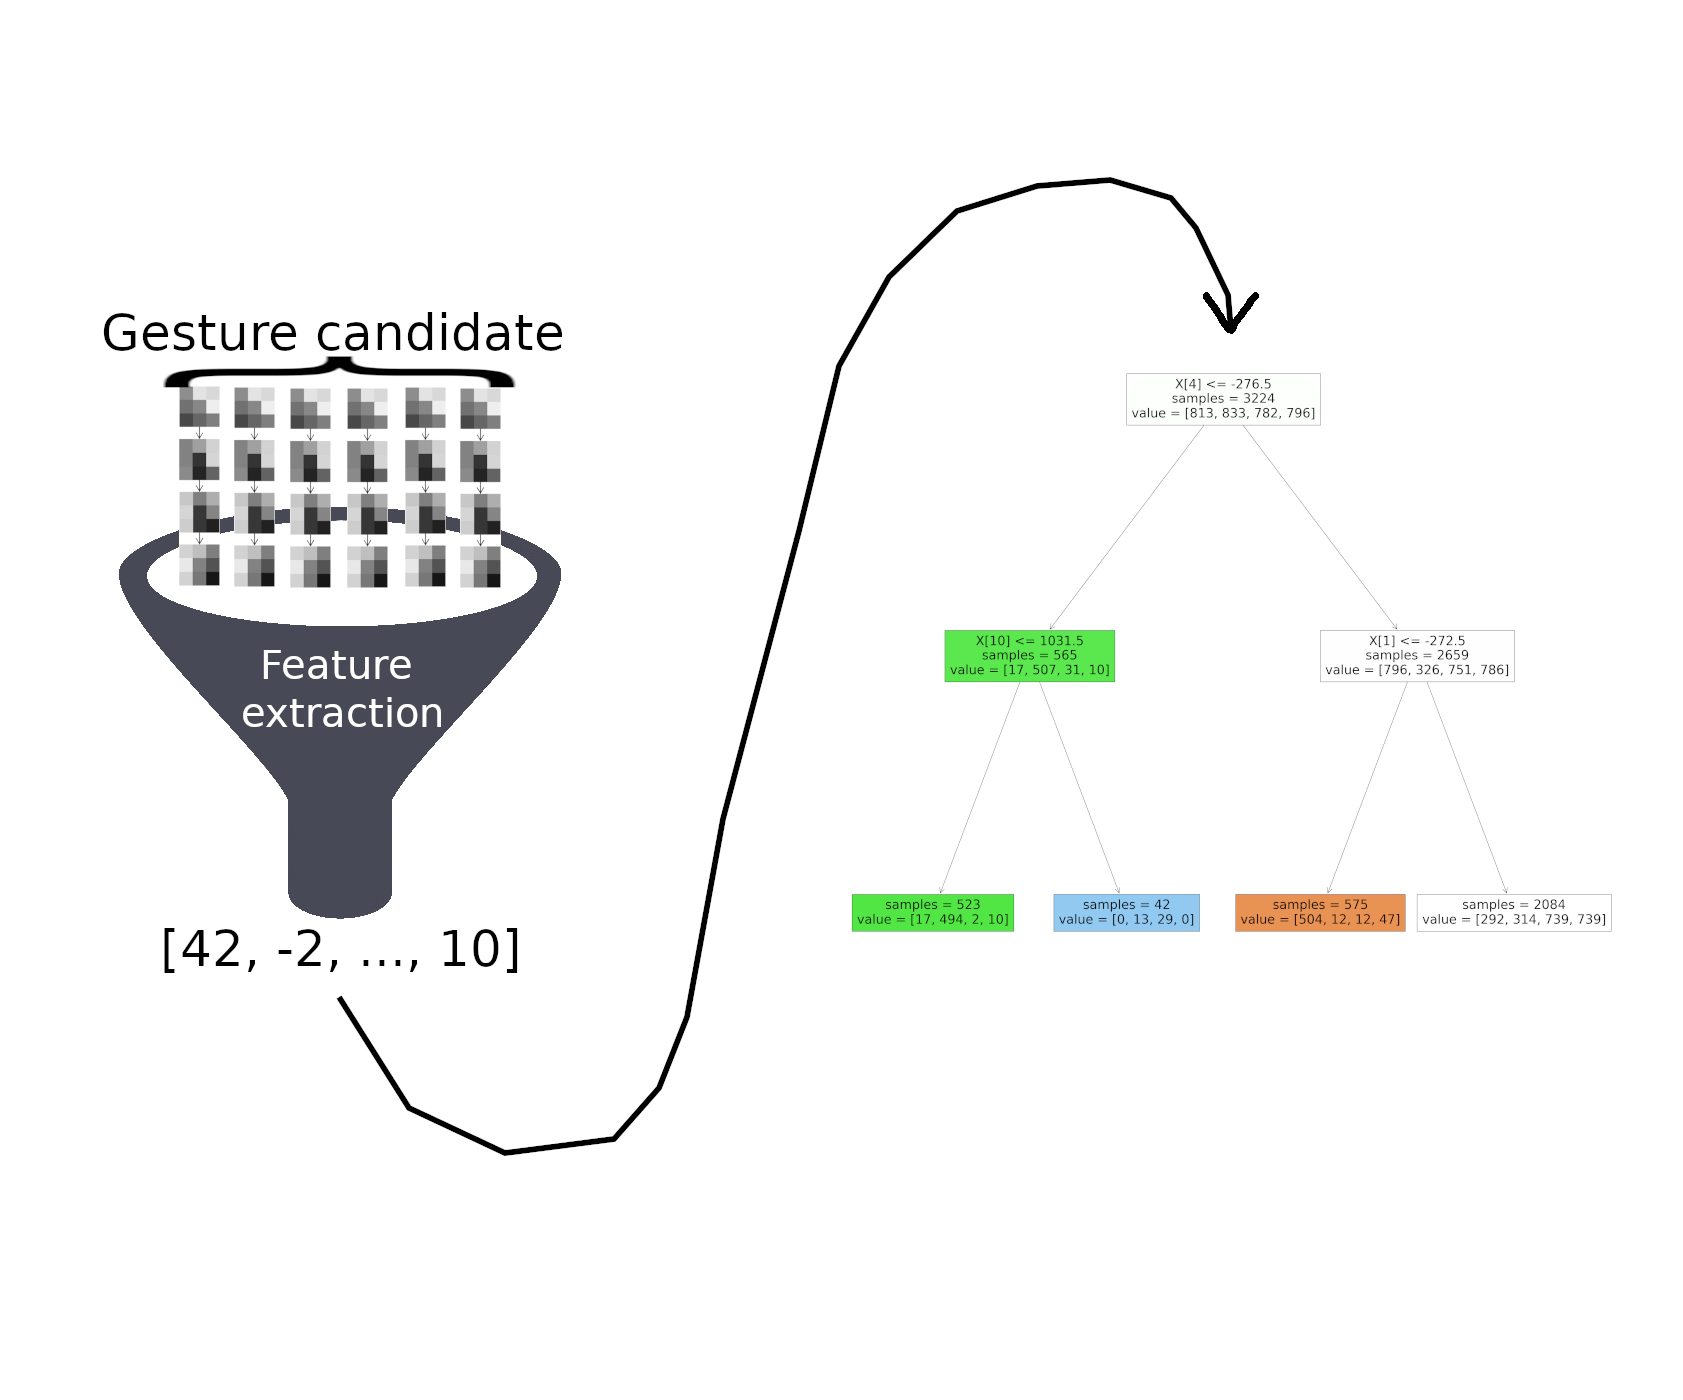 Gesture candidate
Feature
extraction
[42, -2, ..., 10]
X[4] <= -276.5
samples = 3224
value = [813, 833, 782, 796]
X[10] <= 1031.5
samples = 565
value = [17, 507, 31, 10]
X[1] <= -272.5
samples = 2659
value = [796, 326, 751, 786]
samples = 523
value = [17, 494, 2, 10]
samples = 42
value = [0, 13, 29, 0]
samples = 575
value = [504, 12, 12, 47]
samples = 2084
value = [292, 314, 739, 739]